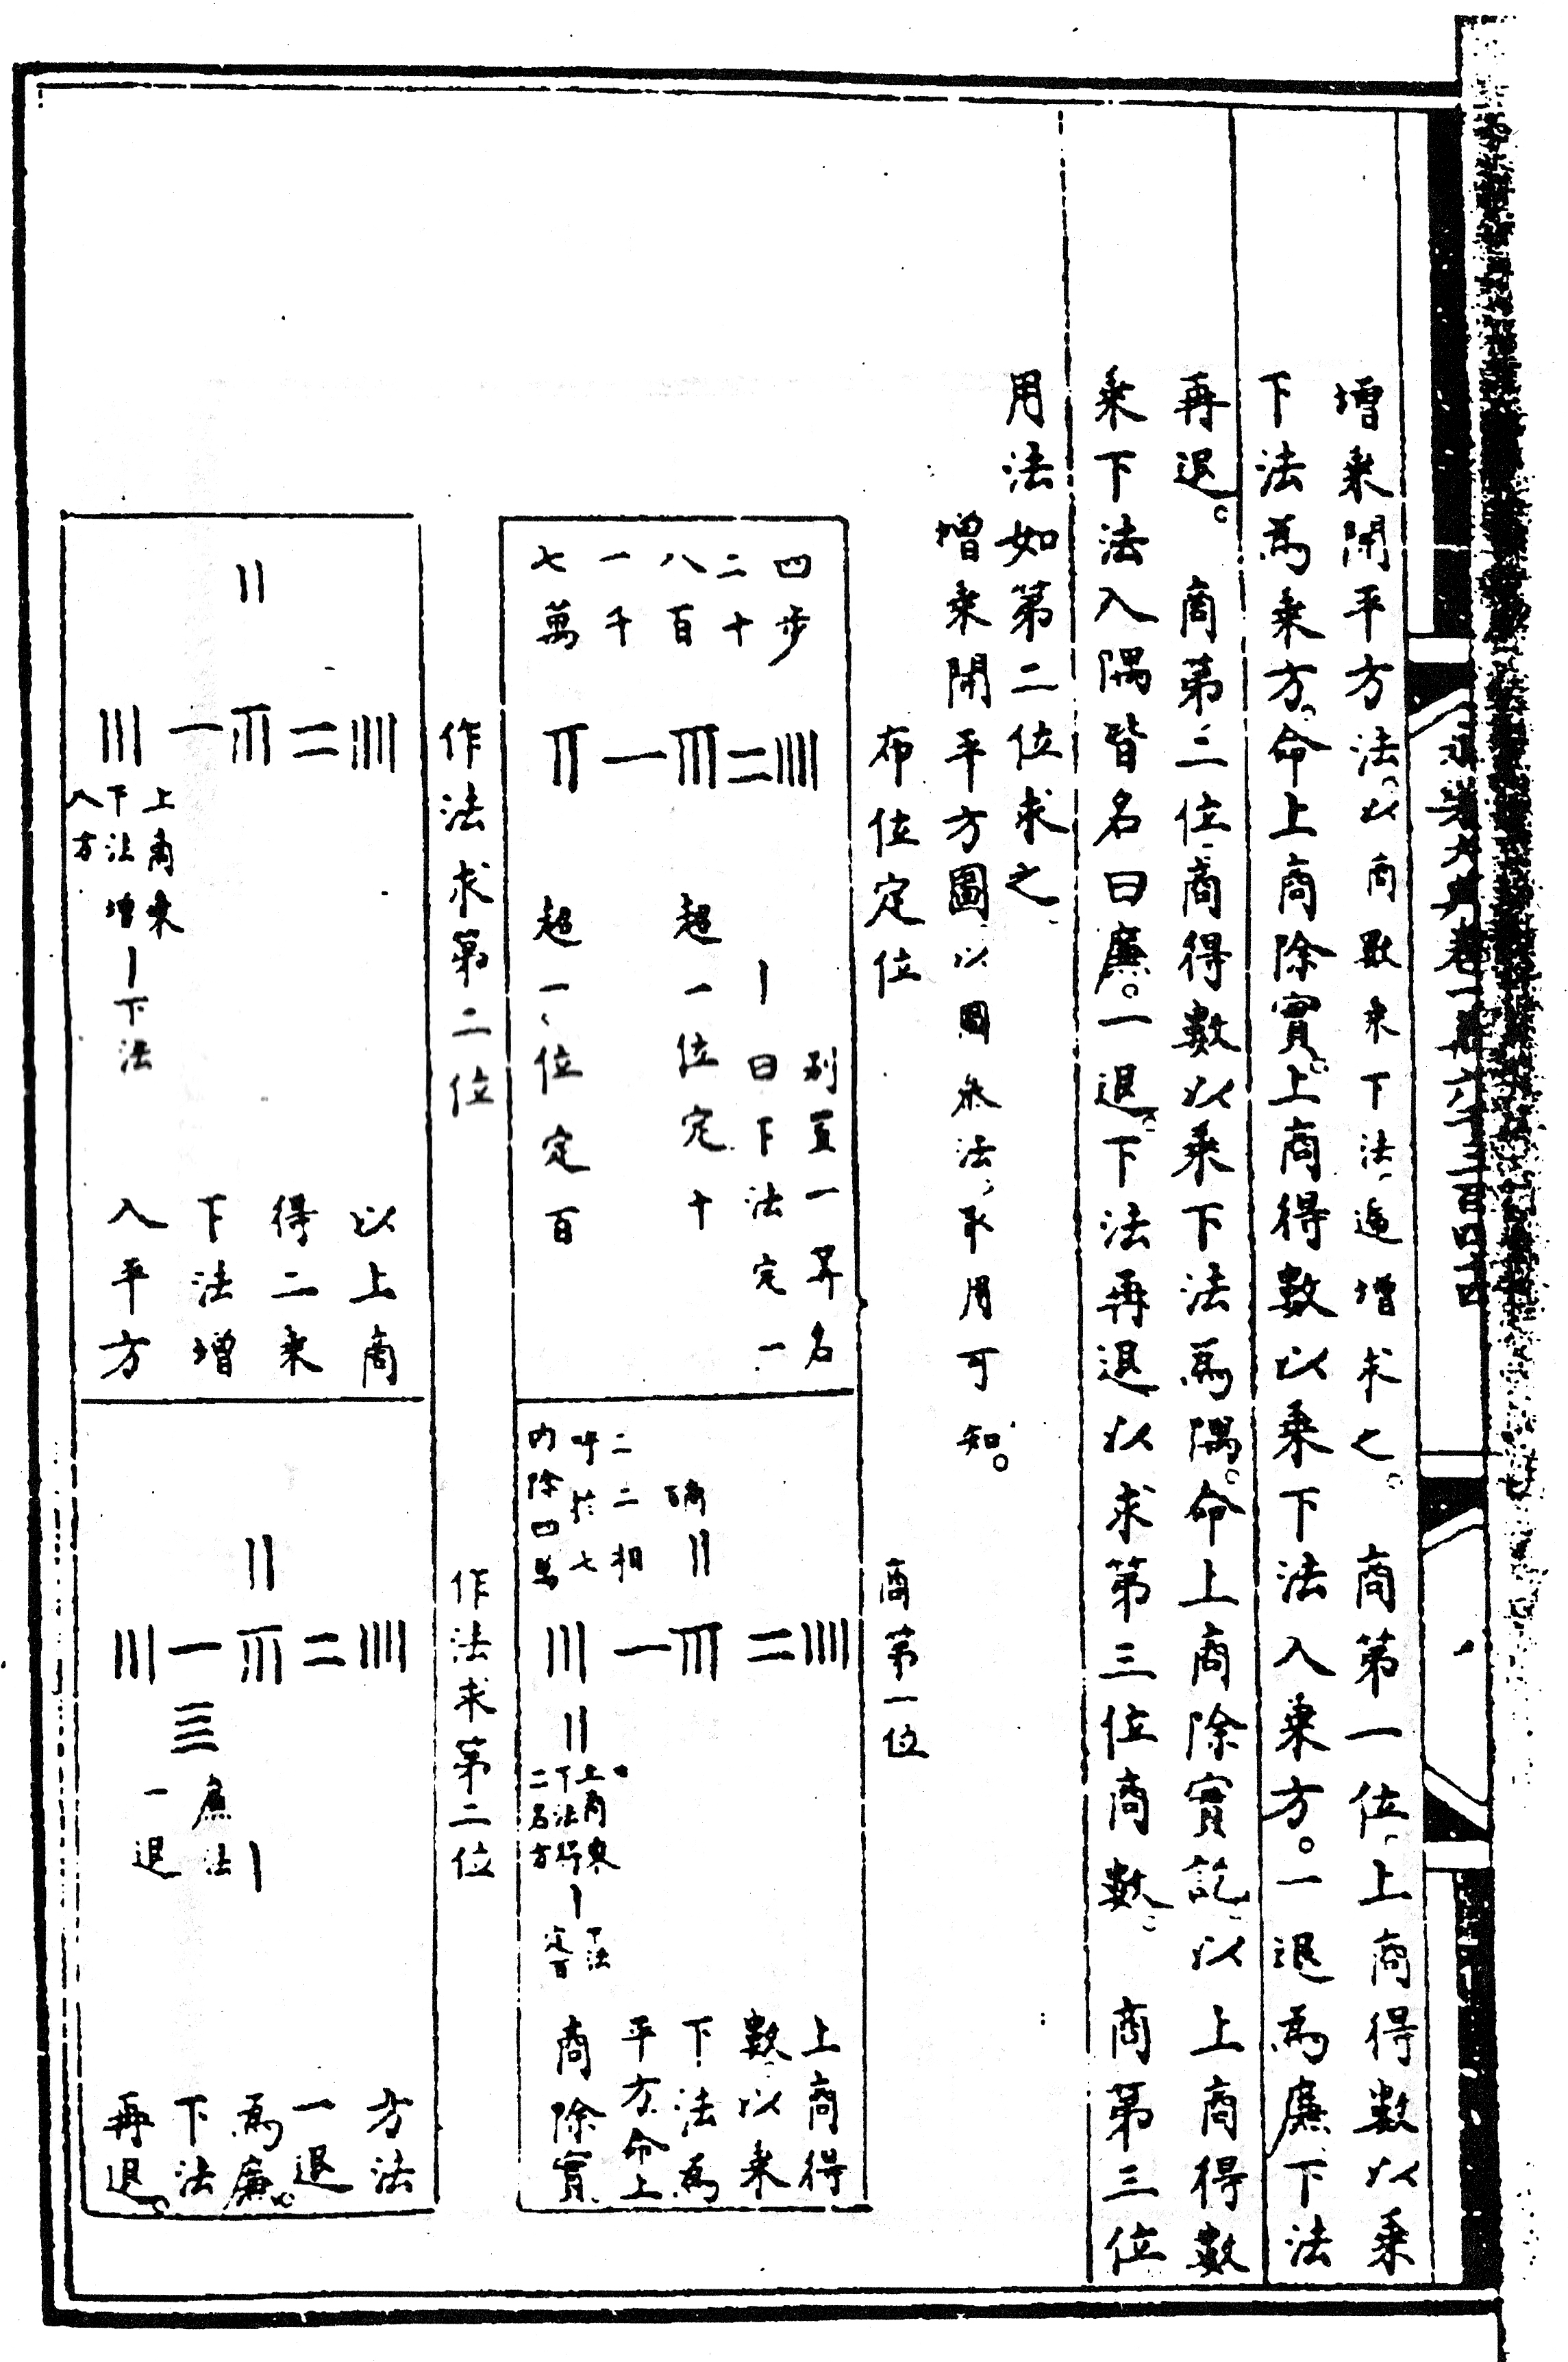 永樂大典卷一萬六千三百四十四
增乘開平方法以商數乘下法遞增求之。 商第一位上商得數以乘
下法為乘方。命上商除實。上商得數以乘下法入乘方。一退為廉下法
再退。 商第二位商得數以乘下法為隅。命上商除實訖以上商得數
乘下法入隅皆名曰廉。一退。下法再退以求第三位商數。 商第三位
用法如第二位求之
增乘開平方圖以圖參法、取用可知。
布位定位
四步
二十
八百
一千
七萬
別置一算名
曰下法定一
超一位定十
超一位定百
商第一位
商百
二二相
呼於七
內除四萬
上商乘
下法得
二名方
下法
定百
上商得
數以乘
下法為
平方命上
商除實
作法求第二位
上商乘
下法增
入方
下法
以上商
得二乘
下法增
入平方
作法求第二位
廉法
一退
方法
一退
為廉。
下法
再退。